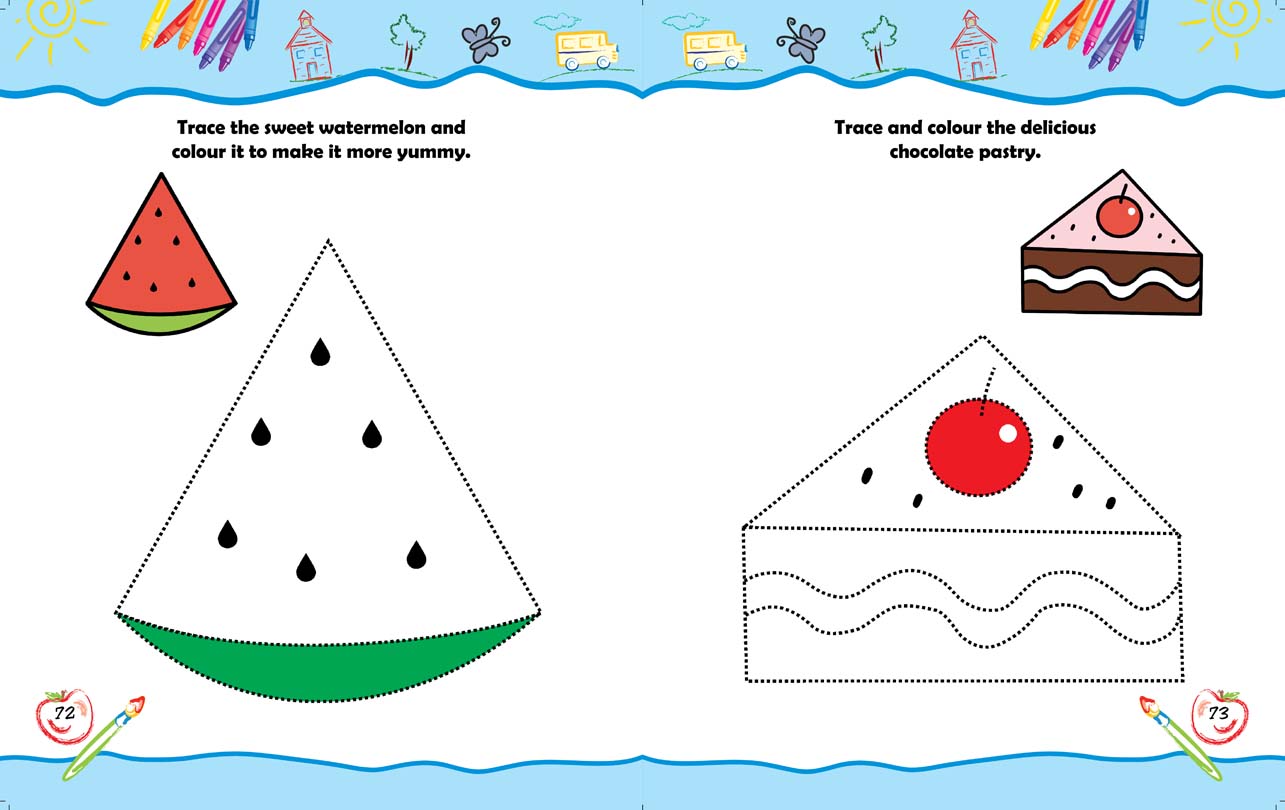 Trace the sweet watermelon and
colour it to make it more yummy.
72
Trace and colour the delicious
chocolate pastry.
73